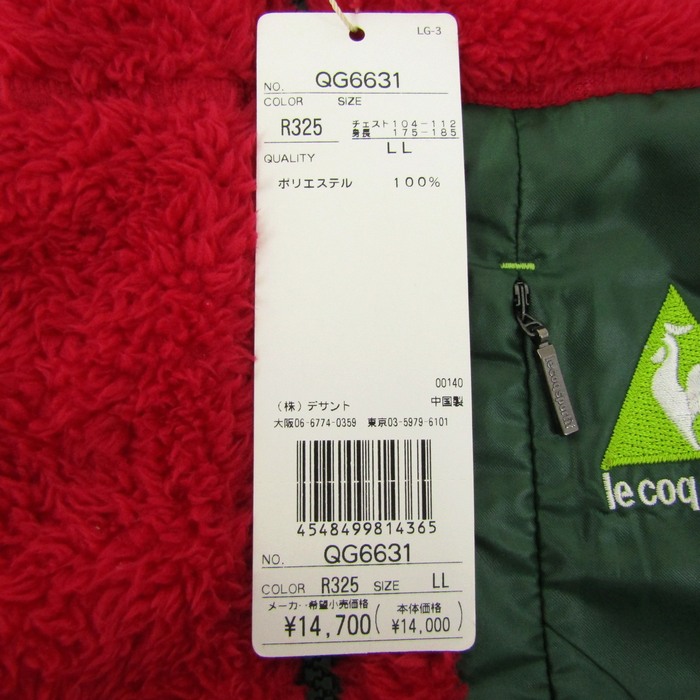 LG-3
NO. QG6631
COLOR SIZE
R325 チェスト104-112
身長 175-185
LL
QUALITY
ポリエステル 100%
00140
(株)デサント 中国製
大阪06-6774-0359 東京03-5979-6101
4548499814365
NO. QG6631
COLOR R325 SIZE LL
メーカー希望小売価格 本体価格
¥14,700( ¥14,000)
le coq